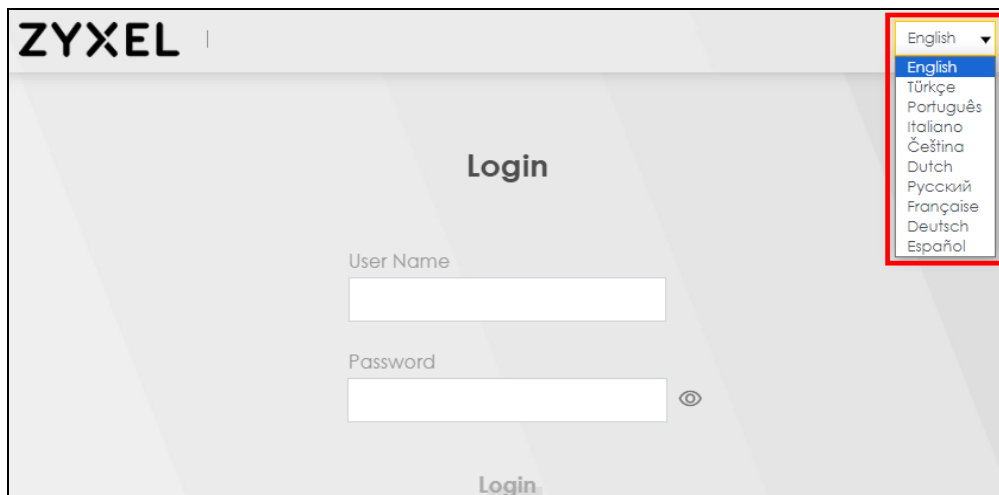 ZYXEL
English
English
Türkçe
Português
Italiano
Čeština
Dutch
Русский
Française
Deutsch
Español
Login
User Name
Password
Login